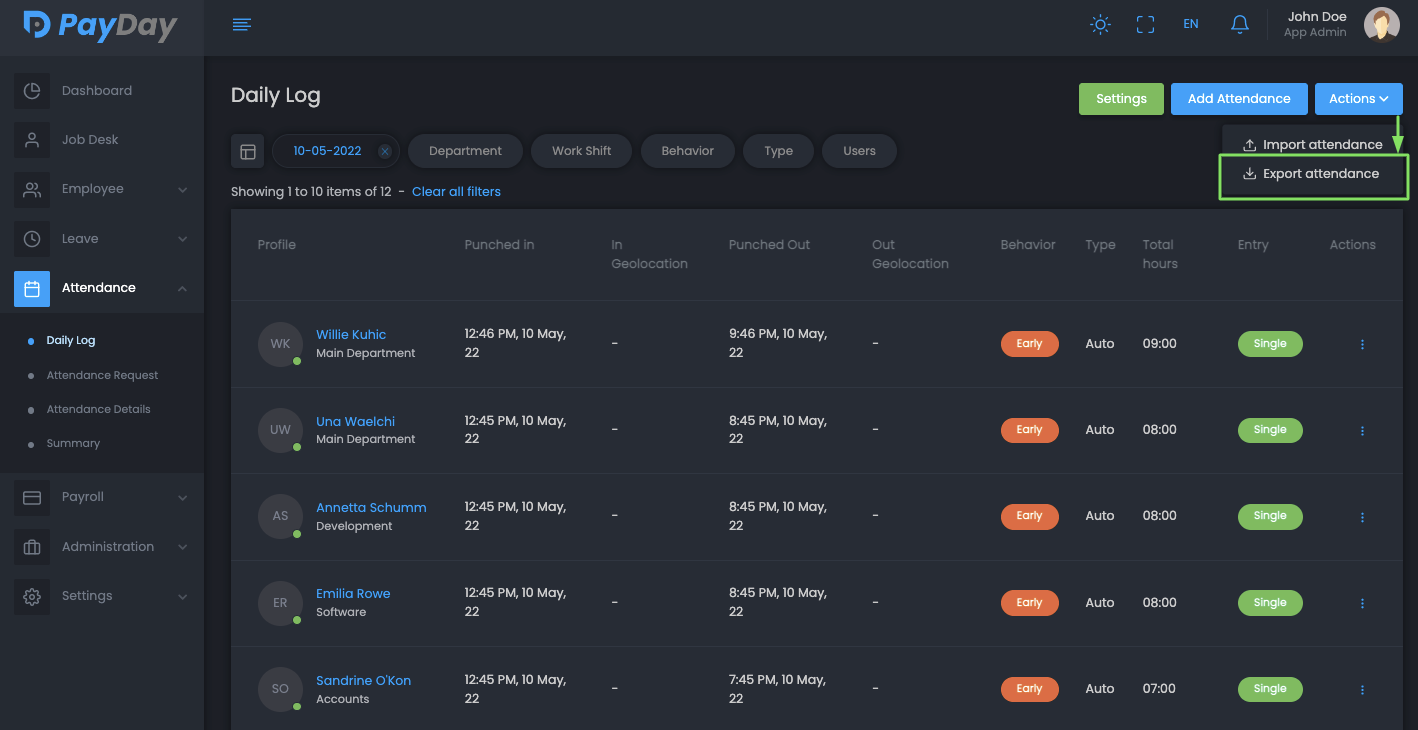 PayDay
EN
John Doe
App Admin
Dashboard
Job Desk
Employee
Leave
Attendance
Daily Log
Attendance Request
Attendance Details
Summary
Payroll
Administration
Settings
Daily Log
Settings
Add Attendance
Actions
Import attendance
Export attendance
10-05-2022
Department
Work Shift
Behavior
Type
Users
Showing 1 to 10 items of 12 - Clear all filters
Profile
Punched in
In
Geolocation
Punched Out
Out
Geolocation
Behavior
Type
Total
hours
Entry
Actions
WK
Willie Kuhic
Main Department
12:46 PM, 10 May,
22
-
9:46 PM, 10 May,
22
-
Early
Auto
09:00
Single
UW
Una Waelchi
Main Department
12:45 PM, 10 May,
22
-
8:45 PM, 10 May,
22
-
Early
Auto
08:00
Single
AS
Annetta Schumm
Development
12:45 PM, 10 May,
22
-
8:45 PM, 10 May,
22
-
Early
Auto
08:00
Single
ER
Emilia Rowe
Software
12:45 PM, 10 May,
22
-
8:45 PM, 10 May,
22
-
Early
Auto
08:00
Single
SO
Sandrine O'Kon
Accounts
12:45 PM, 10 May,
22
-
7:45 PM, 10 May,
22
-
Early
Auto
07:00
Single